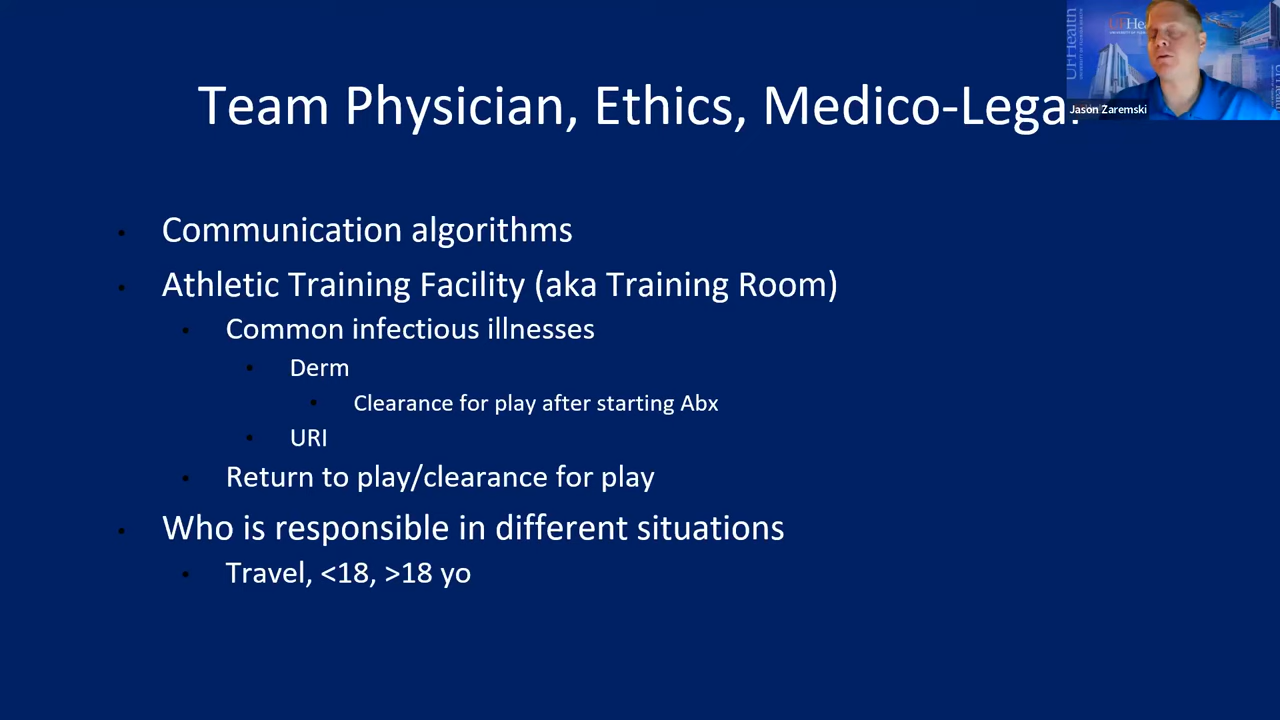 Team Physician, Ethics, Medico-Lega
Jason Zaremski
UFHealth
Communication algorithms
Athletic Training Facility (aka Training Room)
Common infectious illnesses
Derm
Clearance for play after starting Abx
URI
Return to play/clearance for play
Who is responsible in different situations
Travel, <18, >18 yo